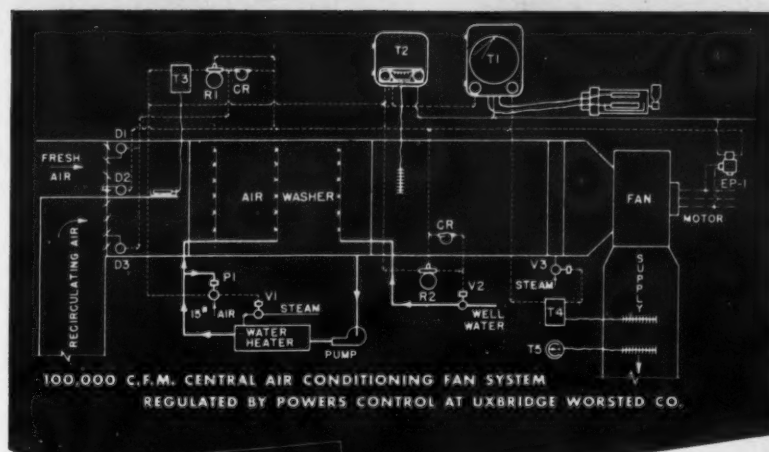 T3
R1
CR
T2
T1
D1
FRESH
AIR
D2
AIR WASHER
FAN
EP-1
MOTOR
RECIRCULATING AIR
D3
CR
P1
V1
15#
AIR
STEAM
R2
V2
V3
STEAM
SUPPLY
WATER
HEATER
PUMP
WELL
WATER
T4
T5
100,000 C.F.M. CENTRAL AIR CONDITIONING FAN SYSTEM
REGULATED BY POWERS CONTROL AT UXBRIDGE WORSTED CO.